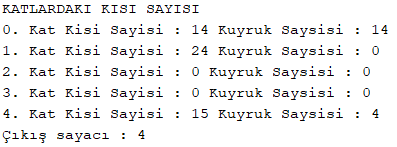 KATLARDAKI KISI SAYISI
0. Kat Kisi Sayisi : 14 Kuyruk Saysisi : 14
1. Kat Kisi Sayisi : 24 Kuyruk Saysisi : 0
2. Kat Kisi Sayisi : 0 Kuyruk Saysisi : 0
3. Kat Kisi Sayisi : 0 Kuyruk Saysisi : 0
4. Kat Kisi Sayisi : 15 Kuyruk Saysisi : 4
Çıkış sayacı : 4